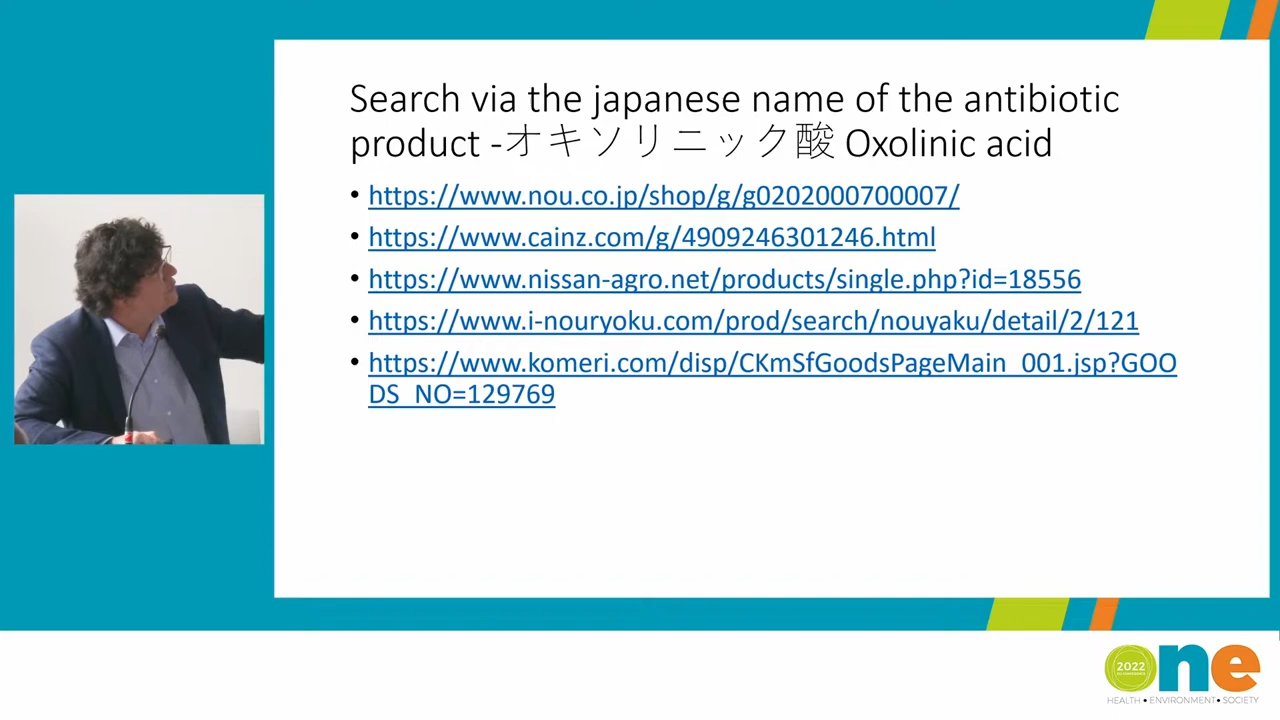 Search via the japanese name of the antibiotic
product -オキソリニック酸 Oxolinic acid
• https://www.nou.co.jp/shop/g/g0202000700007/
• https://www.cainz.com/g/4909246301246.html
• https://www.nissan-agro.net/products/single.php?id=18556
• https://www.i-nouryoku.com/prod/search/nouyaku/detail/2/121
• https://www.komeri.com/disp/CKmSfGoodsPageMain_001.jsp?GOO
DS_NO=129769
2022
one
HEALTH • ENVIRONMENT • SOCIETY